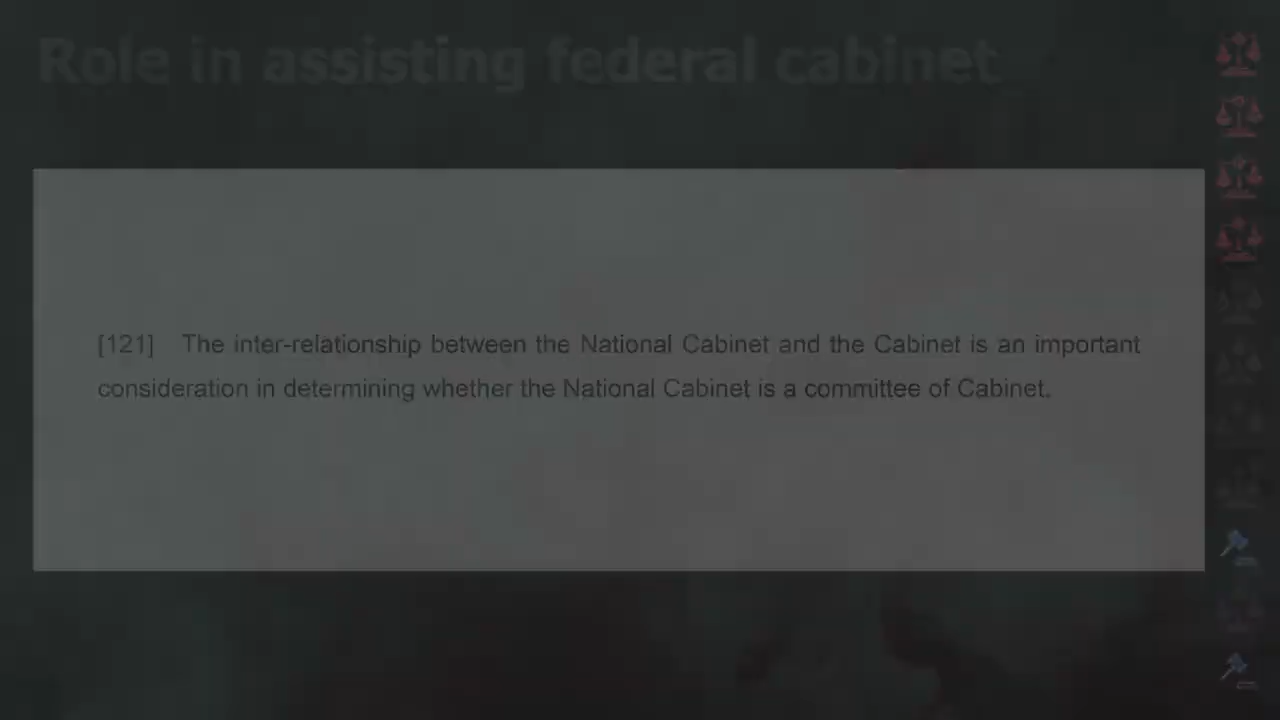 Role in assisting federal cabinet
[121] The inter-relationship between the National Cabinet and the Cabinet is an important
consideration in determining whether the National Cabinet is a committee of Cabinet.